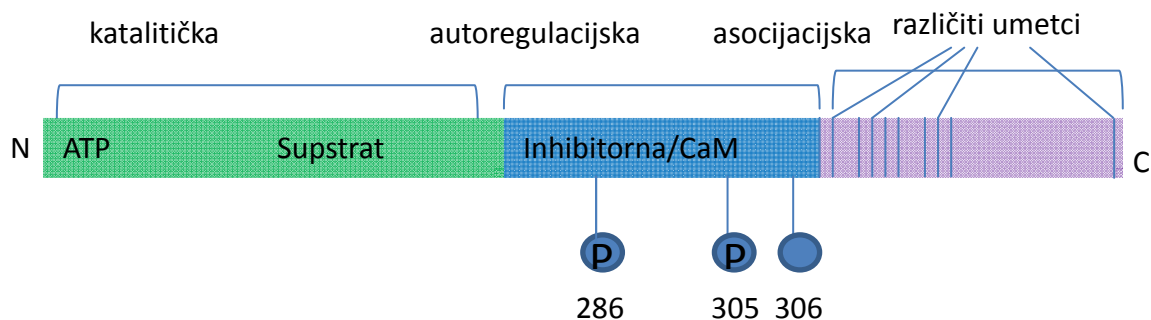 katalitička autoregulacijska asocijacijska različiti umetci
N ATP Supstrat Inhibitorna/CaM C
P P
286 305 306